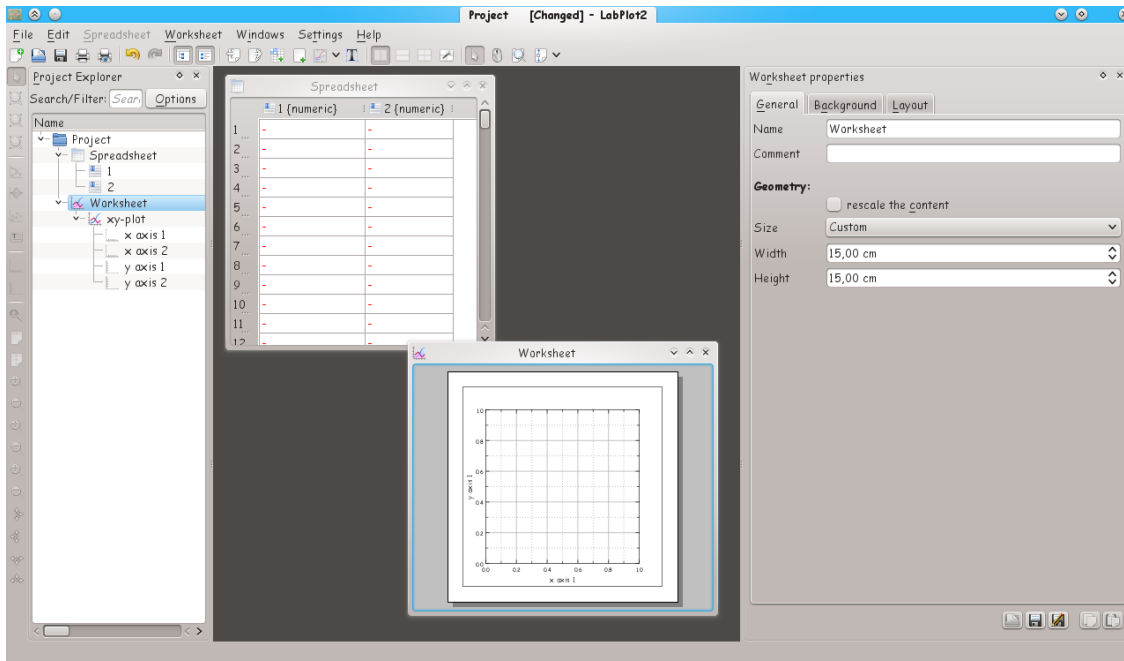 Project [Changed] - LabPlot2
File Edit Spreadsheet Worksheet Windows Settings Help
Project Explorer
Search/Filter: Sear Options
Name
Project
Spreadsheet
1
2
Worksheet
xy-plot
x axis 1
x axis 2
y axis 1
y axis 2
Spreadsheet
1 {numeric} 2 {numeric}
1 - -
2 - -
3 - -
4 - -
5 - -
6 - -
7 - -
8 - -
9 - -
10 - -
11 - -
12 - -
Worksheet
1.0
0.8
0.6
0.4
0.2
0.0
y axis 1
0.0 0.2 0.4 0.6 0.8 1.0
x axis 1
Worksheet properties
General Background Layout
Name Worksheet
Comment
Geometry:
rescale the content
Size Custom
Width 15,00 cm
Height 15,00 cm